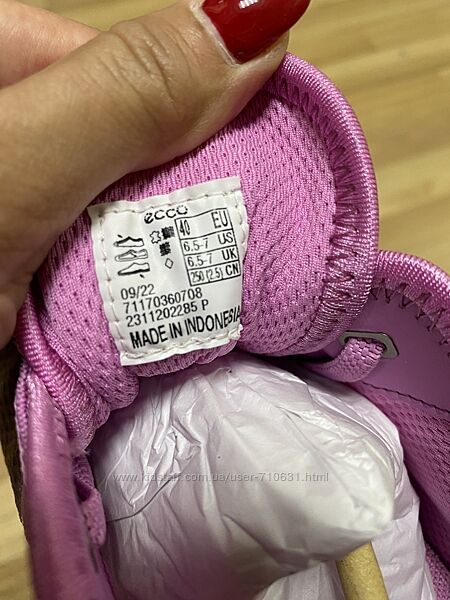 ecco
40 EU
6.5-7 US
6.5-7 UK
250(2.5) CN
09/22
71170360708
2311202285 P
MADE IN INDONESIA
www.kidstaff.com.ua/user-710631.html